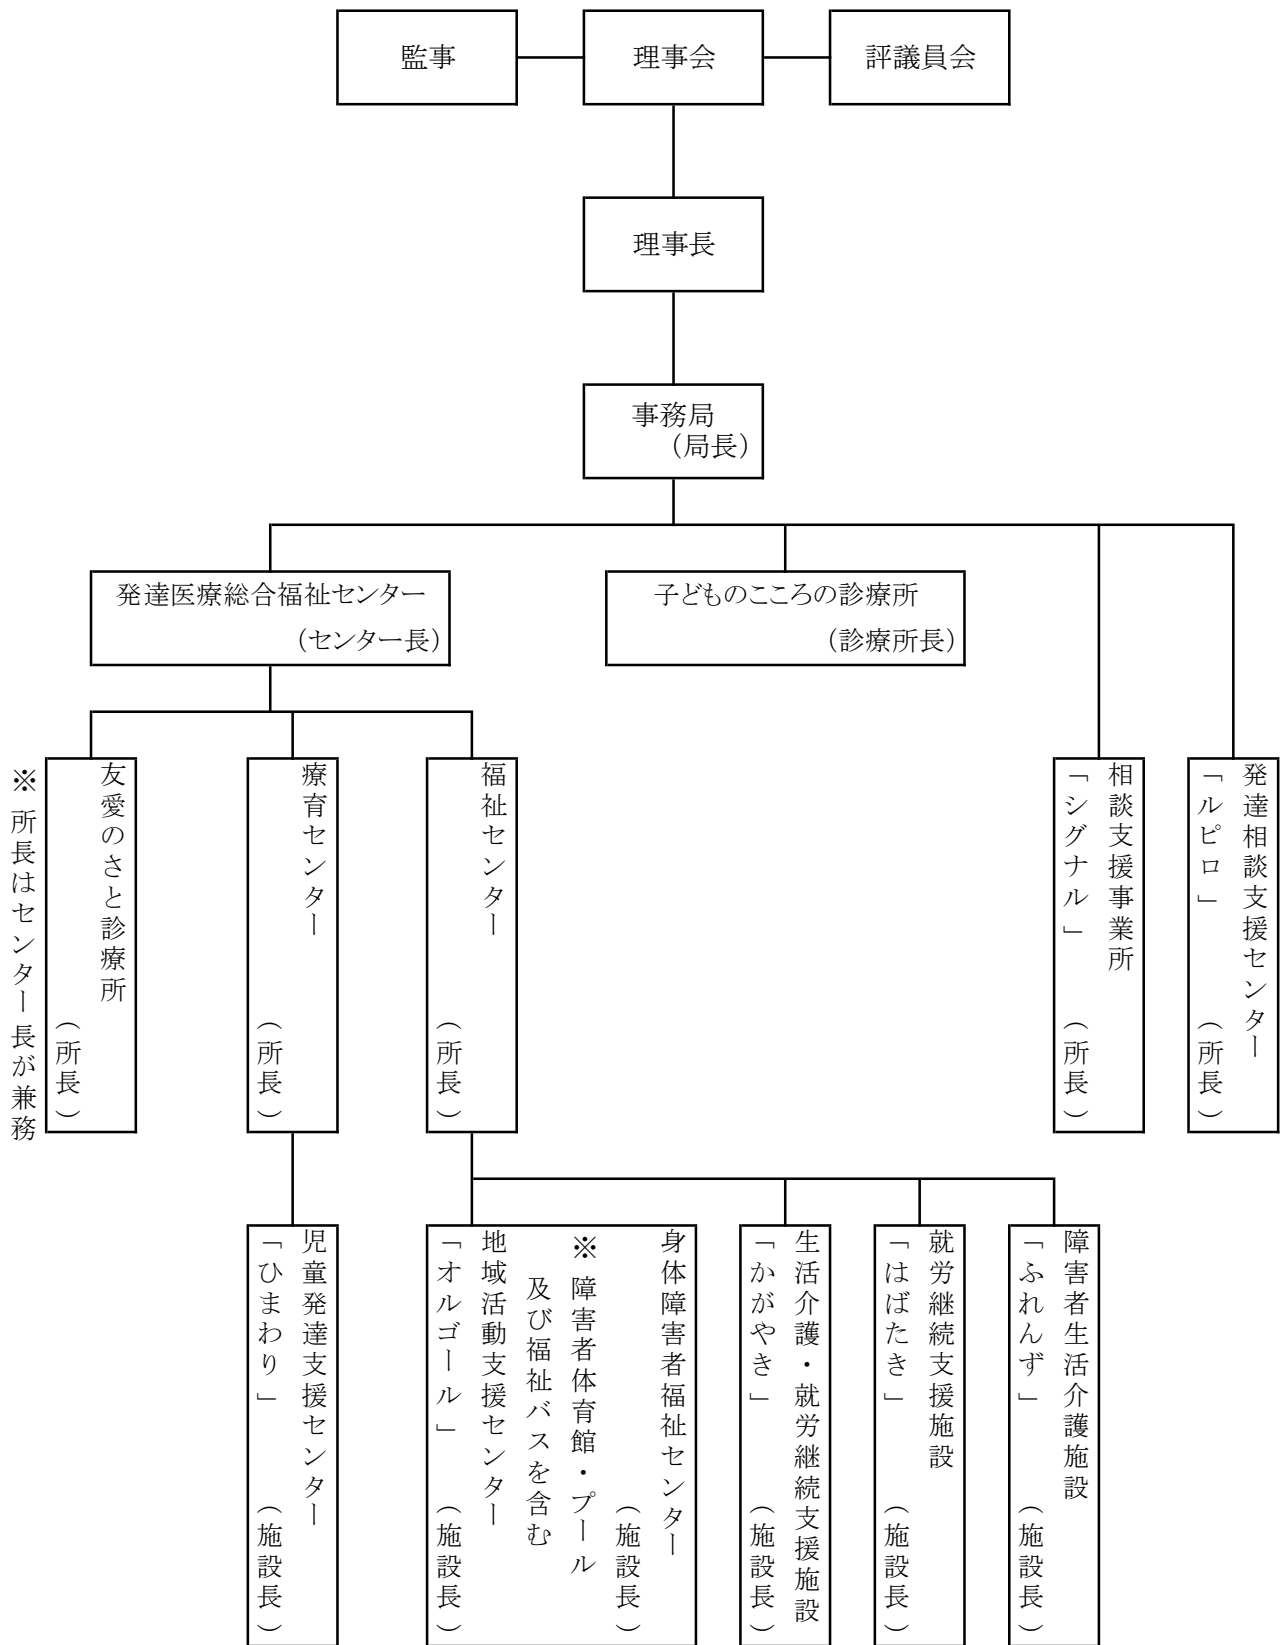 監事
理事会
評議員会
理事長
事務局
（局長）
発達医療総合福祉センター
（センター長）
子どものこころの診療所
（診療所長）
※ 所長はセンター長が兼務
友愛のさと診療所
（所長）
療育センター
（所長）
福祉センター
（所長）
相談支援事業所
「シグナル」 （所長）
発達相談支援センター
「ルピロ」 （所長）
児童発達支援センター
「ひまわり」 （施設長）
身体障害者福祉センター
（施設長）
※ 障害者体育館・プール
及び福祉バスを含む
地域活動支援センター
「オルゴール」 （施設長）
生活介護・就労継続支援施設
「かがやき」 （施設長）
就労継続支援施設
「はばたき」 （施設長）
障害者生活介護施設
「ふれんず」 （施設長）